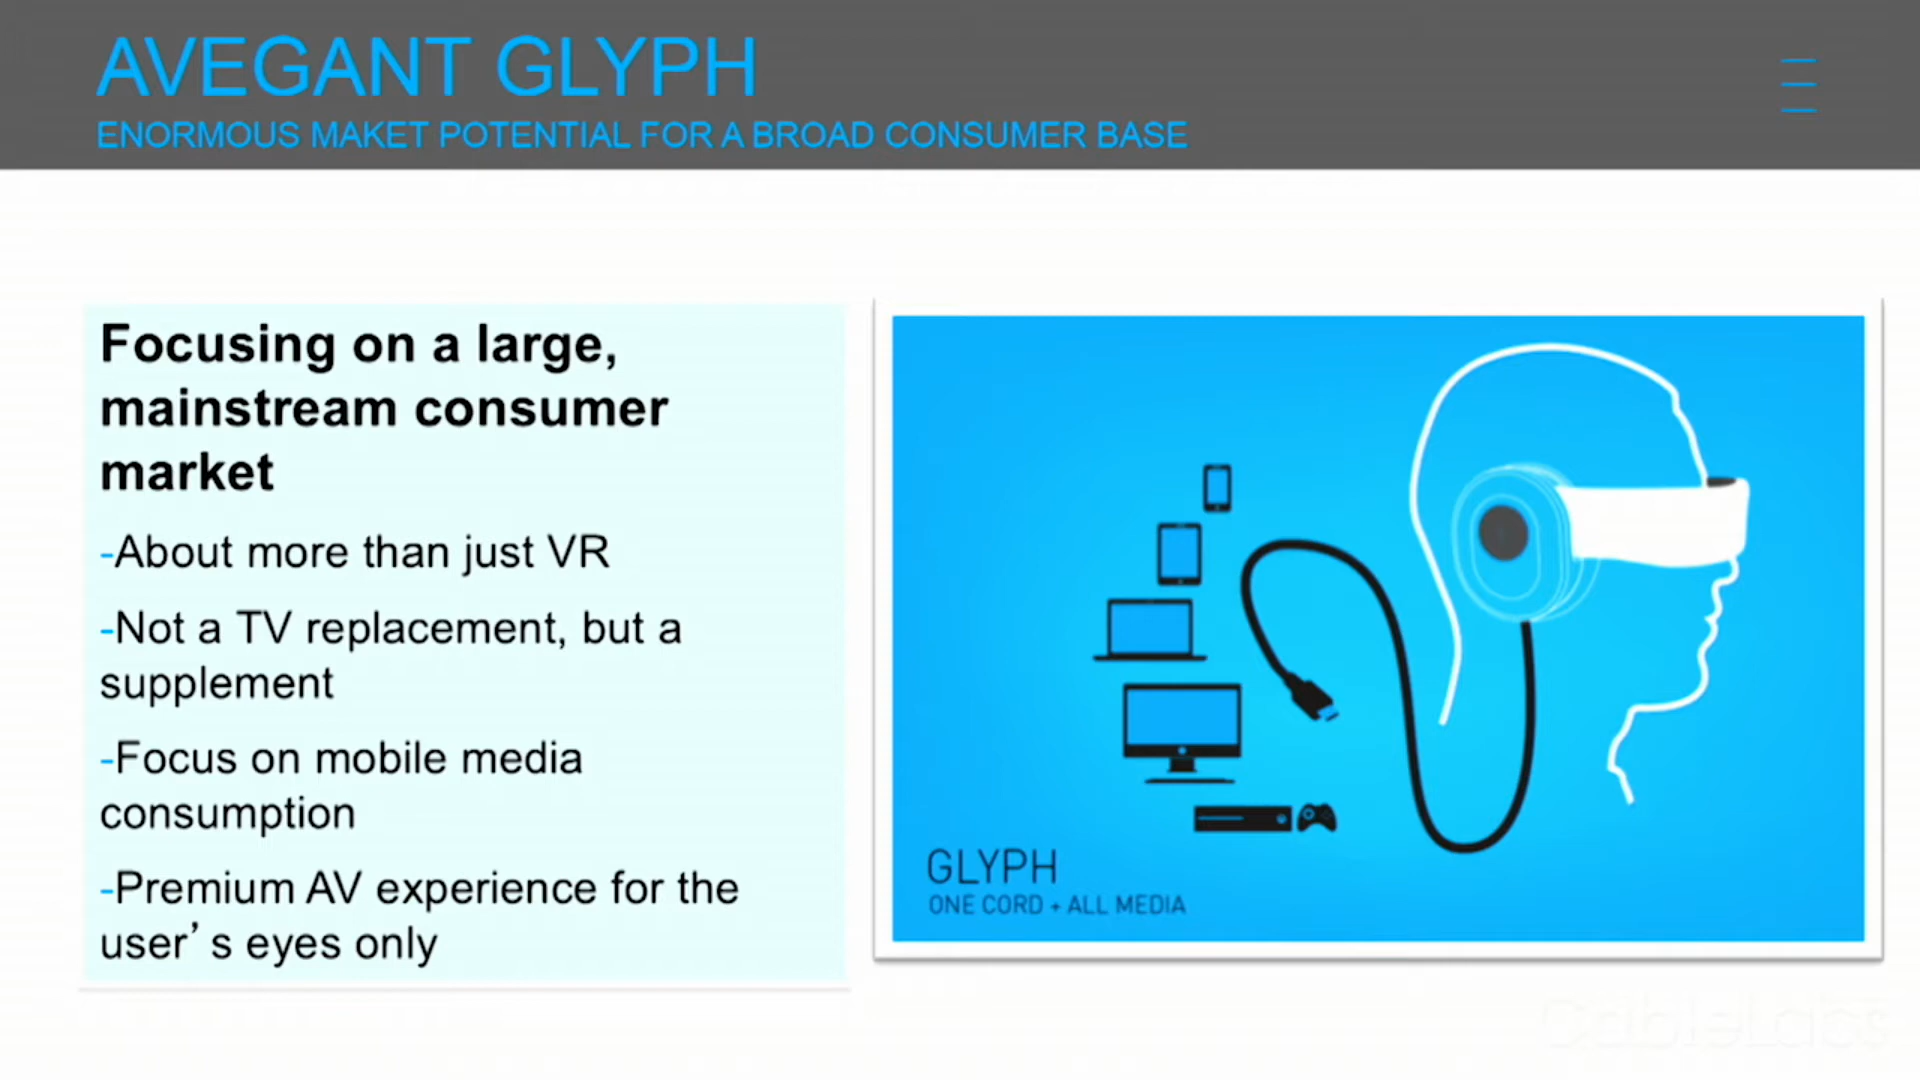 AVEGANT GLYPH
ENORMOUS MAKET POTENTIAL FOR A BROAD CONSUMER BASE
Focusing on a large,
mainstream consumer
market
-About more than just VR
-Not a TV replacement, but a
supplement
-Focus on mobile media
consumption
-Premium AV experience for the
user’s eyes only
GLYPH
ONE CORD + ALL MEDIA
CableLabs